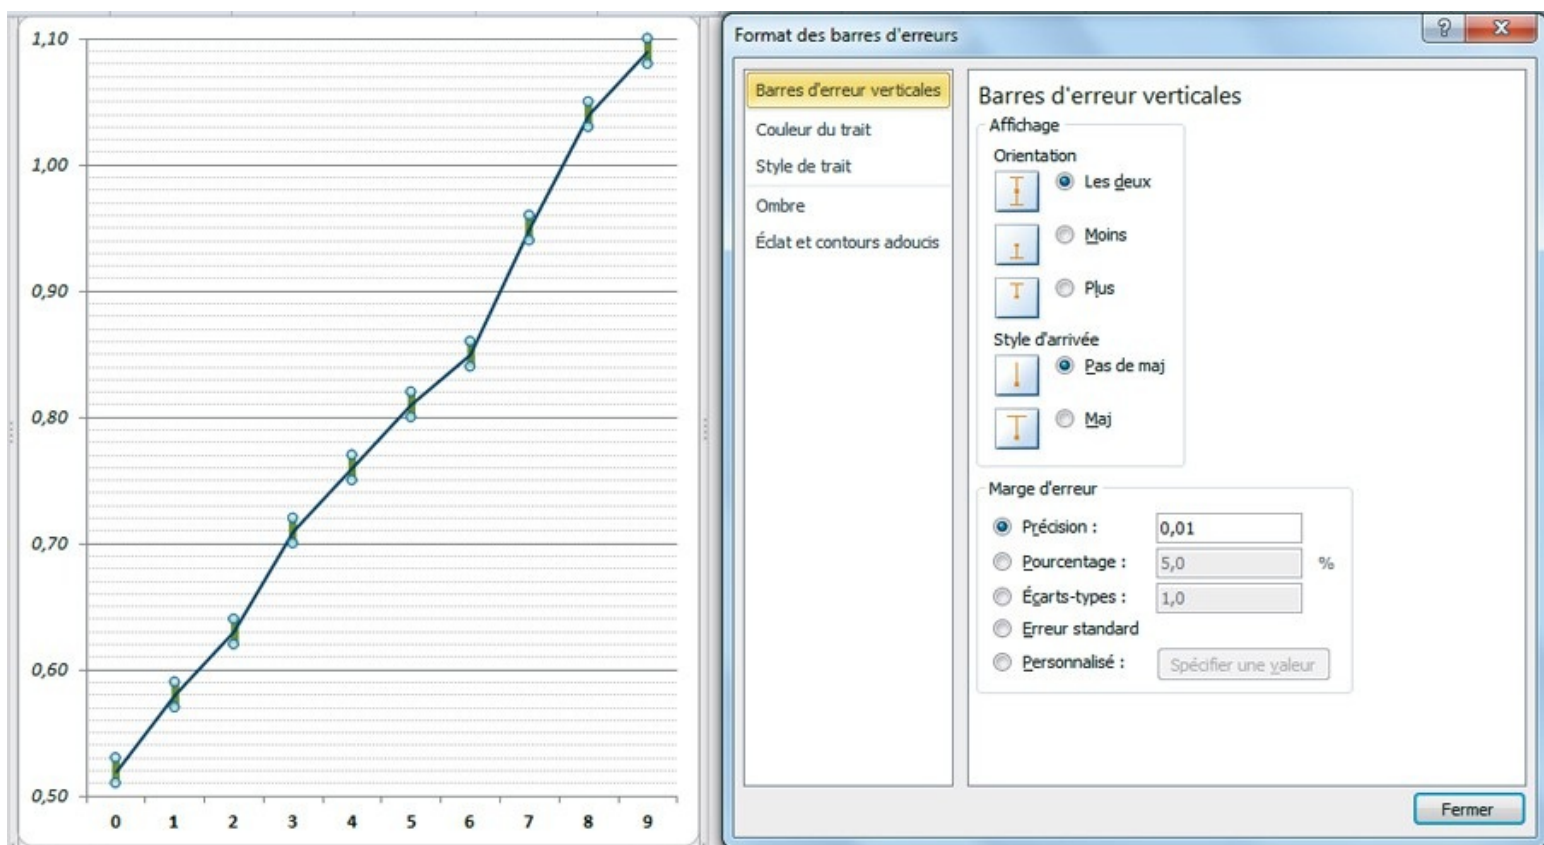 1,10
1,00
0,90
0,80
0,70
0,60
0,50
0 1 2 3 4 5 6 7 8 9
Format des barres d'erreurs
?
X
Barres d'erreur verticales
Couleur du trait
Style de trait
Ombre
Éclat et contours adoucis
Barres d'erreur verticales
Affichage
Orientation
Les deux
Moins
Plus
Style d'arrivée
Pas de maj
Maj
Marge d'erreur
Précision : 0,01
Pourcentage : 5,0 %
Écarts-types : 1,0
Erreur standard
Personnalisé : Spécifier une valeur
Fermer